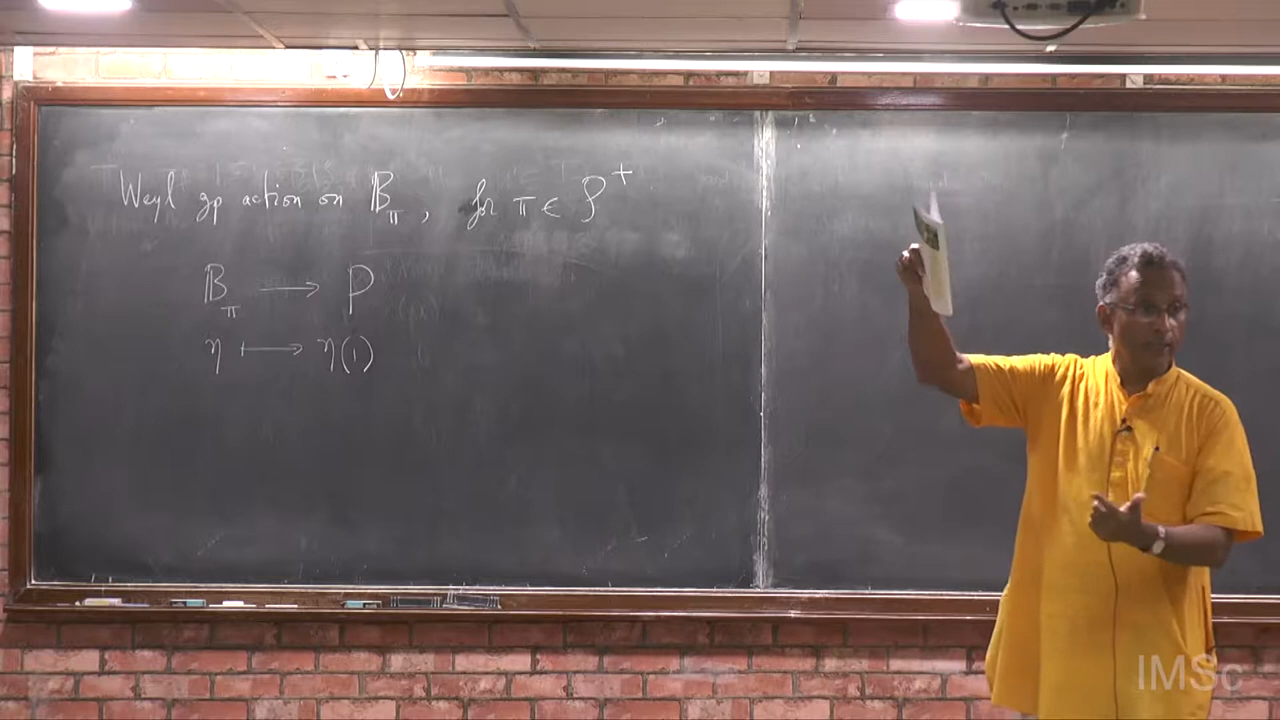 Weyl gp action on 𝔹_π, for π ∈ 𝒫⁺
𝔹_π ⟶ P
η ⟼ η(1)
IMSc